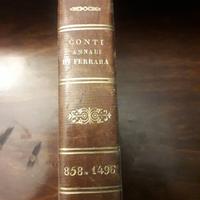 CONTI
ANNALI
DI FERRARA
858-1496